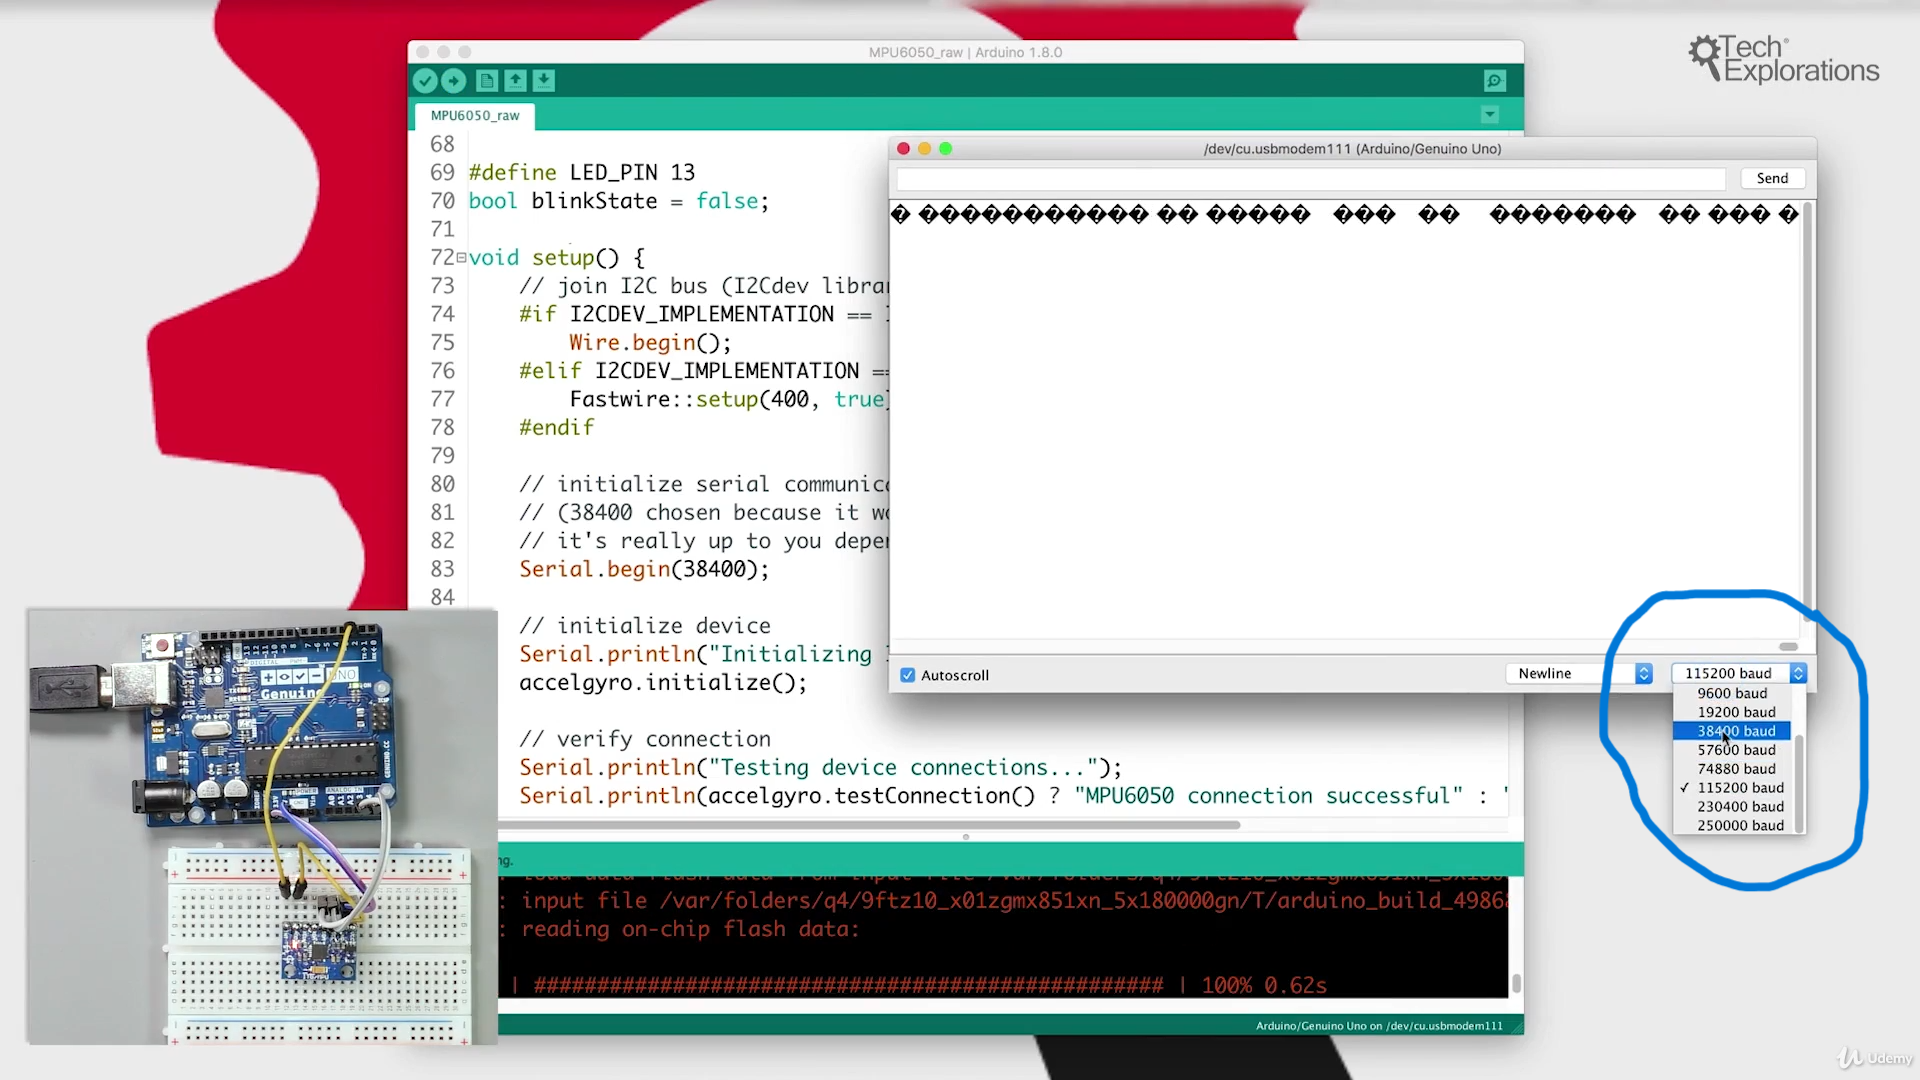 Tech Explorations
MPU6050_raw | Arduino 1.8.0
MPU6050_raw
68
69 #define LED_PIN 13
70 bool blinkState = false;
71
72 void setup() {
73 // join I2C bus (I2Cdev
74 #if I2CDEV_IMPLEMENTATION ==
75 Wire.begin();
76 #elif I2CDEV_IMPLEMENTATION
77 Fastwire::setup(400, true
78 #endif
79
80 // initialize serial
81 // (38400 chosen because it
82 // it's really up to you
83 Serial.begin(38400);
84
// initialize device
Serial.println("Initializing
accelgyro.initialize();
// verify connection
Serial.println("Testing device connections...");
Serial.println(accelgyro.testConnection() ? "MPU6050 connection successful" : "
/dev/cu.usbmodem111 (Arduino/Genuino Uno)
Send
� ������������� �� ����� ��� �� ������� �� ��� �
Autoscroll
Newline
115200 baud
9600 baud
19200 baud
38400 baud
57600 baud
74880 baud
✓ 115200 baud
230400 baud
250000 baud
: input file /var/folders/q4/9ftz10_x01zgmx851xn_5x180000gn/T/arduino_build_4986
: reading on-chip flash data:
| ################################################## | 100% 0.62s
Arduino/Genuino Uno on /dev/cu.usbmodem111
UNO
Genuino
Udemy